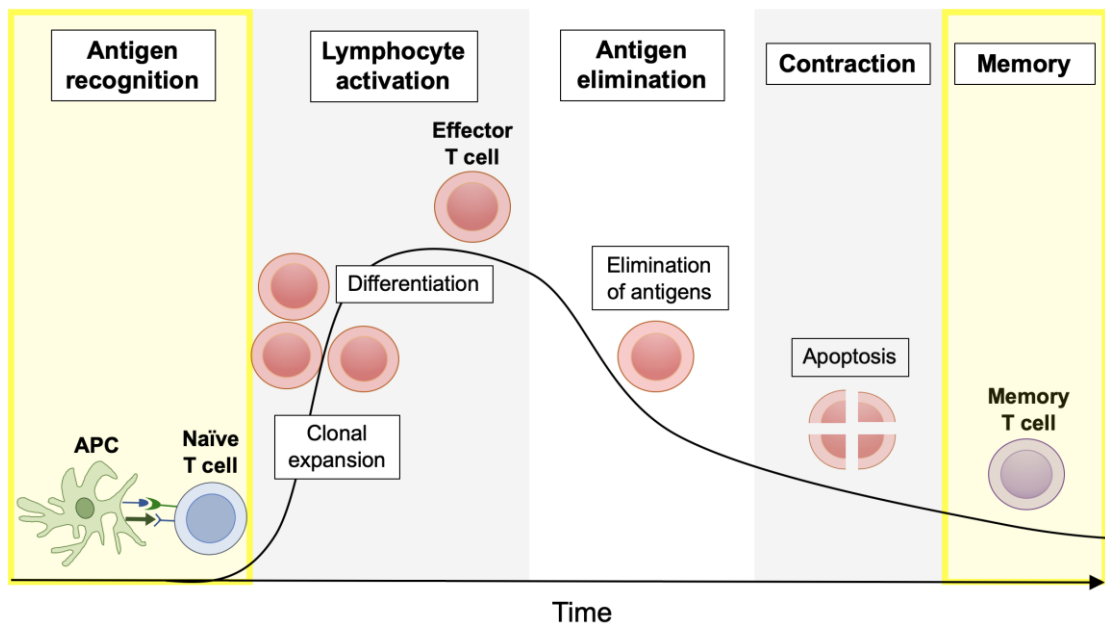 Antigen
recognition
Lymphocyte
activation
Antigen
elimination
Contraction
Memory
Effector
T cell
Differentiation
Elimination
of antigens
Apoptosis
Clonal
expansion
APC
Naïve
T cell
Memory
T cell
Time